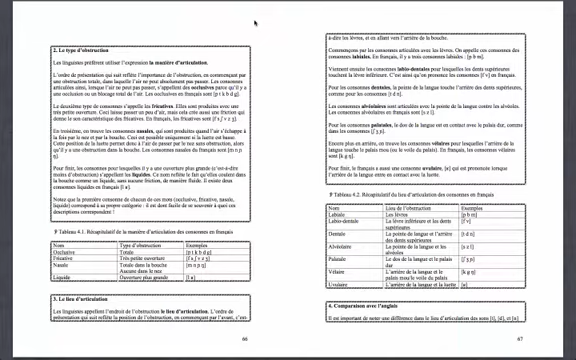 2. Le type d'obstruction
Les linguistes préfèrent utiliser l'expression la manière d'articulation.
L'ordre de présentation qui suit reflète l'importance de l'obstruction, en commençant par
une obstruction totale, dans laquelle l'air ne peut absolument pas passer. Les consonnes
articulées ainsi, lorsque l'air ne peut pas passer, s'appellent des occlusives parce qu'il y a
une occlusion ou un blocage total de l'air. Les occlusives en français sont [p t k b d g]
Le deuxième type de consonnes s'appelle les fricatives. Elles sont produites avec une
très petite ouverture. Ceci laisse passer un peu d'air, mais cela crée aussi une friction qui
donne le son caractéristique des fricatives. En français, les fricatives sont [f s ʃ v z ʒ].
En troisième, on trouve les consonnes nasales, qui sont produites quand l'air s'échappe à
la fois par le nez et par la bouche. Ceci est possible uniquement si la luette est basse.
Cette position de la luette permet donc à l'air de passer par le nez sans obstruction, alors
qu'il y a une obstruction dans la bouche. Les consonnes nasales du français sont [m n ɲ
ŋ]
Pour finir, les consonnes pour lesquelles il y a une ouverture plus grande (c'est-à-dire
moins d'obstruction) s'appellent les liquides. Ce nom reflète le fait qu'elles coulent dans
la bouche comme un liquide, sans aucune friction, de manière fluide. Il existe deux
consonnes liquides en français [l ʁ].
Notez que la première consonne de chacun de ces mots (occlusive, fricative, nasale,
liquide) correspond à sa propre catégorie : il est donc facile de se souvenir à quoi ces
descriptions correspondent !
Tableau 4.1. Récapitulatif de la manière d'articulation des consonnes en français
Nom Type d'obstruction Exemples
Occlusive Totale [p t k b d g]
Fricative Très petite ouverture [f s ʃ v z ʒ]
Nasale Totale dans la bouche [m n ɲ ŋ]
Aucune dans le nez
Liquide Ouverture plus grande [l ʁ]
3. Le lieu d'articulation
Les linguistes appellent l'endroit de l'obstruction le lieu d'articulation. L'ordre de
présentation qui suit reflète la position de l'obstruction, en commençant par l'avant, c'est-
66
à-dire les lèvres, et en allant vers l'arrière de la bouche.
Commençons par les consonnes articulées avec les lèvres. On appelle ces consonnes des
consonnes labiales. En français, il y a trois consonnes labiales : [p b m]
Viennent ensuite les consonnes labio-dentales pour lesquelles les dents supérieures
touchent la lèvre inférieure. C'est ainsi qu'on prononce les consonnes [f v] en français.
Pour les consonnes dentales, la pointe de la langue touche l'arrière des dents supérieures,
comme pour les consonnes [t d n].
Les consonnes alvéolaires sont articulées avec la pointe de la langue contre les alvéoles.
Les consonnes alvéolaires en français sont [s z l].
Pour les consonnes palatales, le dos de la langue est en contact avec le palais dur, comme
dans les consonnes [ʃ ʒ ɲ].
Encore plus en arrière, on trouve les consonnes vélaires pour lesquelles l'arrière de la
langue touche le palais mou (ou le voile du palais). En français, les consonnes vélaires
sont [k g ŋ].
Pour finir, le français a aussi une consonne uvulaire, [ʁ] qui est prononcée lorsque
l'arrière de la langue entre en contact avec la luette.
Tableau 4.2. Récapitulatif du lieu d'articulation des consonnes en français
Nom Lieu d'obstruction Exemples
Labiale Les lèvres [p b m]
Labio-dentale La lèvre inférieure et les dents [f v]
supérieures
Dentale La pointe de la langue et l'arrière [t d n]
des dents supérieures
Alvéolaire La pointe de la langue et les [s z l]
alvéoles
Palatale Le dos de la langue et le palais [ʃ ʒ ɲ]
dur
Vélaire L'arrière de la langue et le [k g ŋ]
palais mou/le voile du palais
Uvulaire L'arrière de la langue et la luette [ʁ]
4. Comparaison avec l'anglais
Il est important de noter une différence dans le lieu d'articulation des sons [t], [d], et [n]
67